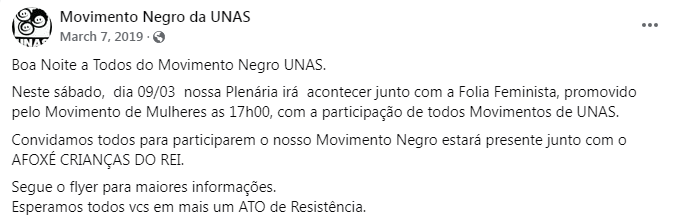 Movimento Negro da UNAS
March 7, 2019 ·
UNAS
Boa Noite a Todos do Movimento Negro UNAS.
Neste sábado,  dia 09/03  nossa Plenária irá  acontecer junto com a Folia Feminista, promovido
pelo Movimento de Mulheres as 17h00, com a participação de todos Movimentos de UNAS.
Convidamos todos para participarem o nosso Movimento Negro estará presente junto com o
AFOXÉ CRIANÇAS DO REI.
Segue o flyer para maiores informações.
Esperamos todos vcs em mais um ATO de Resistência.